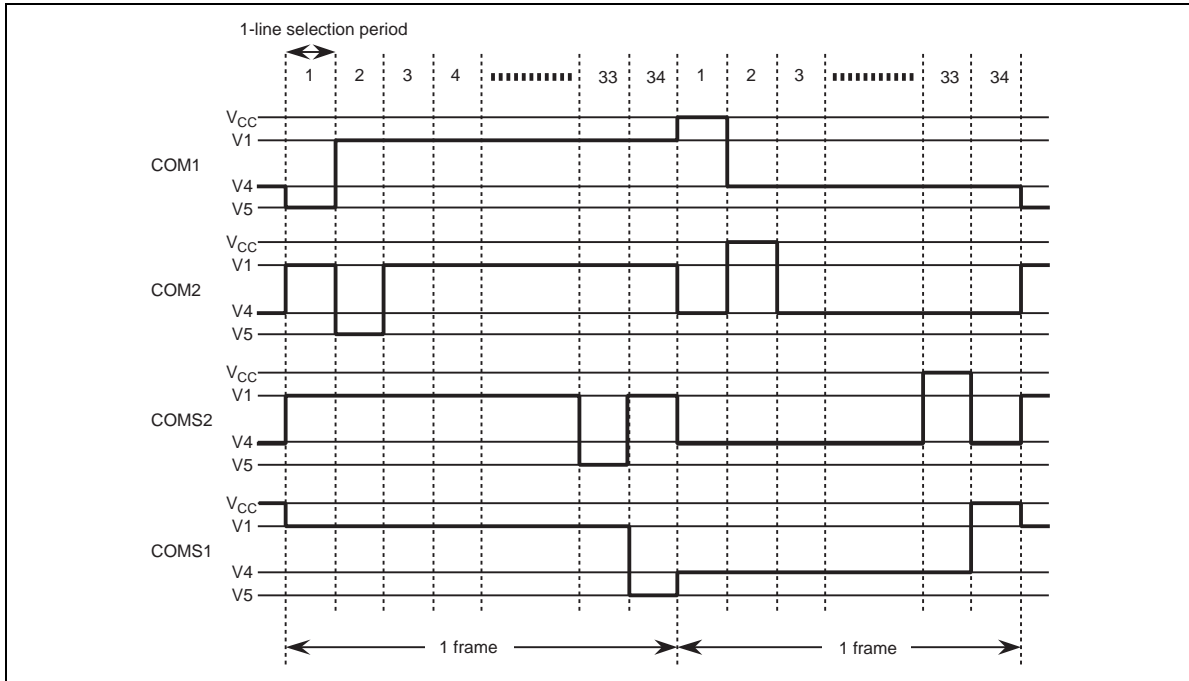 1-line selection period
1 2 3 4 33 34 1 2 3 33 34
VCC
V1
COM1
V4
V5
VCC
V1
COM2
V4
V5
VCC
V1
COMS2
V4
V5
VCC
V1
COMS1
V4
V5
1 frame 1 frame